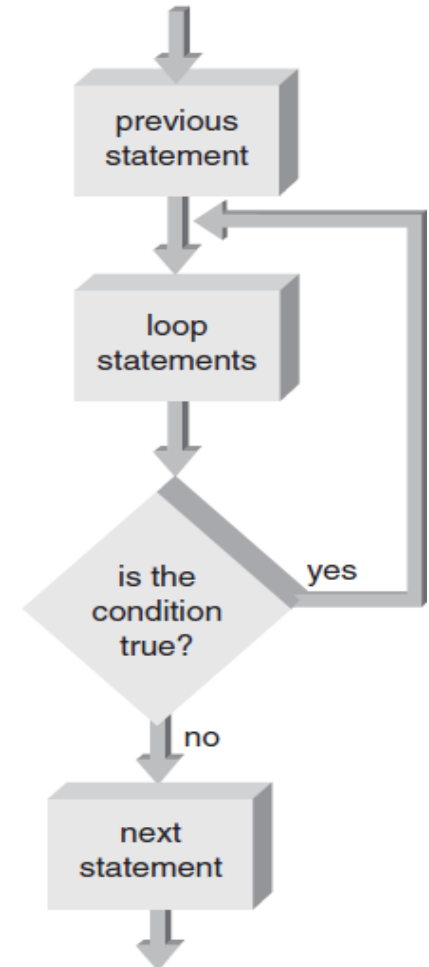 previous
statement
loop
statements
is the
condition
true?
yes
no
next
statement